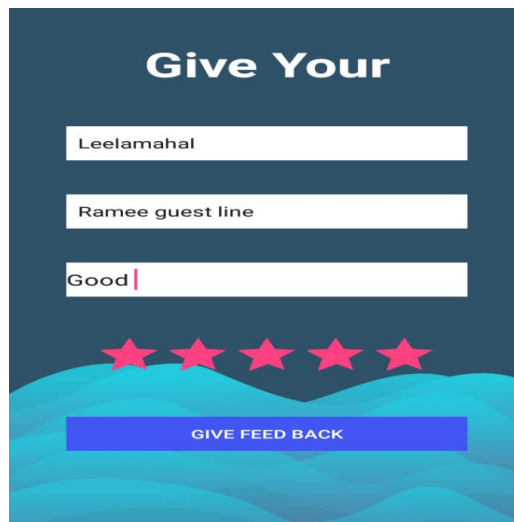 Give Your
Leelamahal
Ramee guest line
Good
GIVE FEED BACK